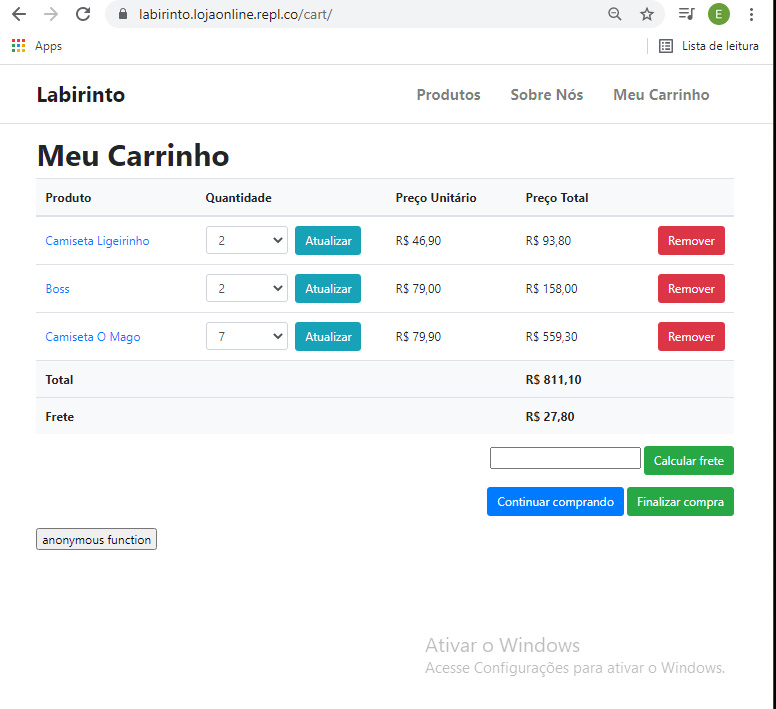 labirinto.lojaonline.repl.co/cart/
E
Apps
Lista de leitura
Labirinto
Produtos Sobre Nós Meu Carrinho
Meu Carrinho
Produto Quantidade Preço Unitário Preço Total
Camiseta Ligeirinho 2 Atualizar R$ 46,90 R$ 93,80 Remover
Boss 2 Atualizar R$ 79,00 R$ 158,00 Remover
Camiseta O Mago 7 Atualizar R$ 79,90 R$ 559,30 Remover
Total R$ 811,10
Frete R$ 27,80
Calcular frete
Continuar comprando Finalizar compra
anonymous function
Ativar o Windows
Acesse Configurações para ativar o Windows.